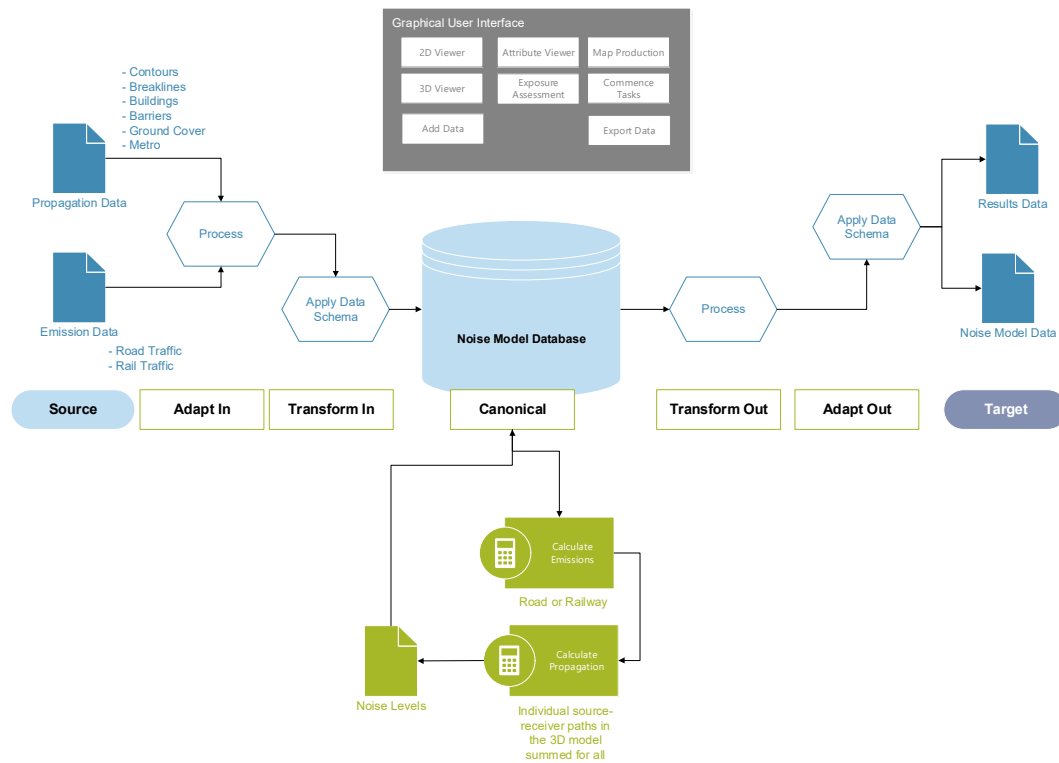 Graphical User Interface
2D Viewer
Attribute Viewer
Map Production
3D Viewer
Exposure
Assessment
Commence
Tasks
Add Data
Export Data
- Contours
- Breaklines
- Buildings
- Barriers
- Ground Cover
- Metro
Propagation Data
Process
Emission Data
- Road Traffic
- Rail Traffic
Apply Data
Schema
Noise Model Database
Process
Apply Data
Schema
Results Data
Noise Model Data
Source
Adapt In
Transform In
Canonical
Transform Out
Adapt Out
Target
Calculate
Emissions
Road or Railway
Calculate
Propagation
Noise Levels
Individual source-
receiver paths in
the 3D model
summed for all